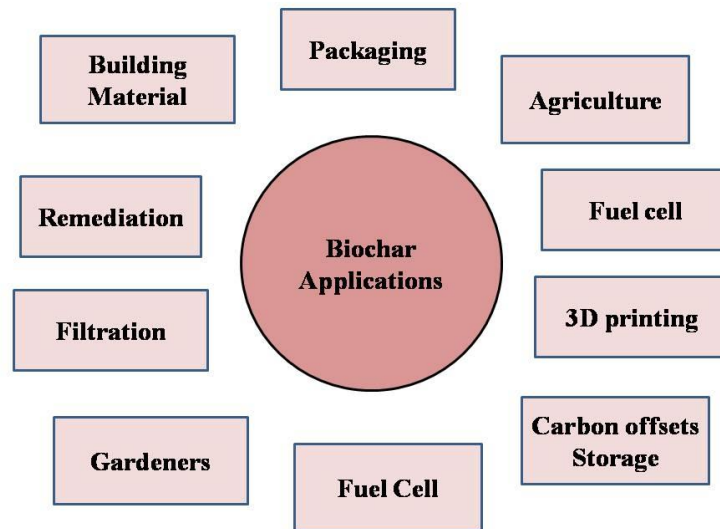 Packaging
Building
Material
Agriculture
Remediation
Fuel cell
Biochar
Applications
Filtration
3D printing
Carbon offsets
Storage
Gardeners
Fuel Cell